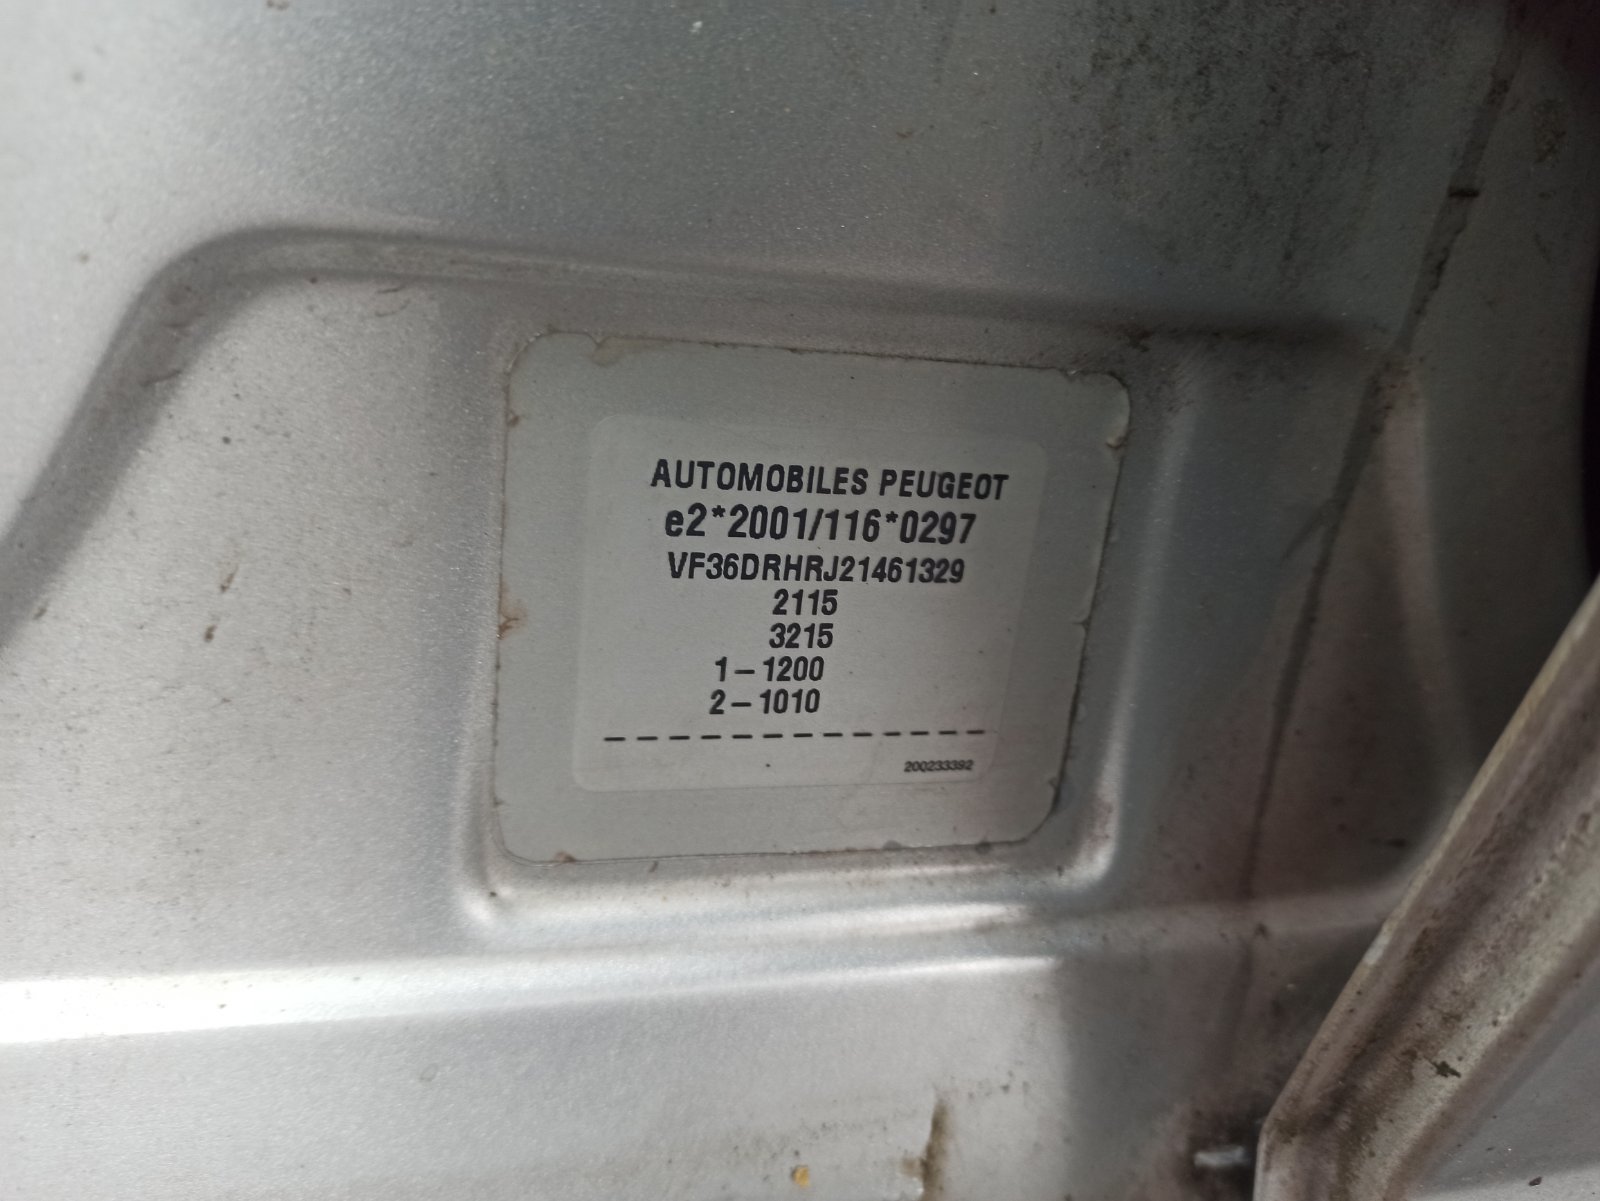 AUTOMOBILES PEUGEOT
e2*2001/116*0297
VF36DRHRJ21461329
2115
3215
1-1200
2-1010
200233392